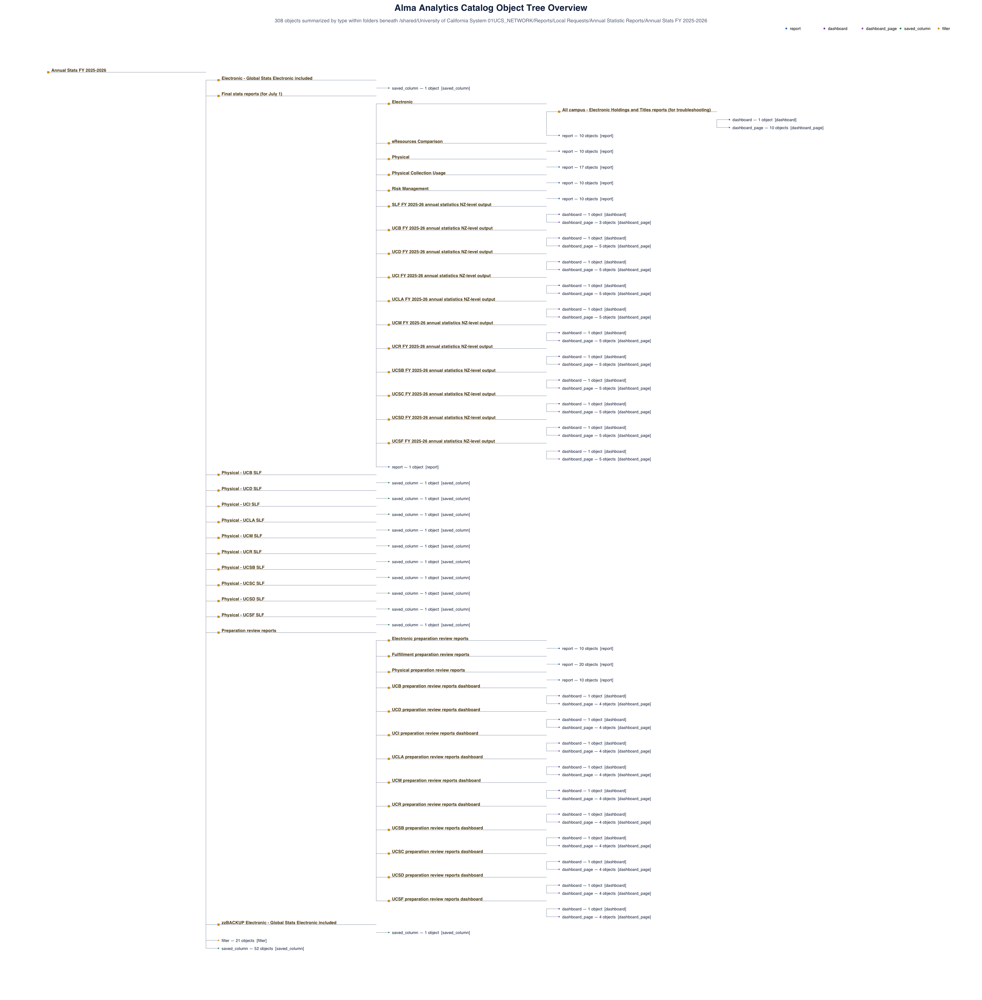 Alma Analytics Catalog Object Tree Overview
308 objects summarized by type within folders beneath /shared/University of California System 01UCS_NETWORK/Reports/Local Requests/Annual Statistic Reports/Annual Stats FY 2025-2026
report dashboard dashboard_page saved_column filter
Annual Stats FY 2025-2026
Electronic - Global Stats Electronic included
saved_column — 1 object [saved_column]
Final stats reports (for July 1)
Electronic
All campus - Electronic Holdings and Titles reports (for troubleshooting)
dashboard — 1 object [dashboard]
dashboard_page — 10 objects [dashboard_page]
report — 10 objects [report]
eResources Comparison
report — 10 objects [report]
Physical
report — 17 objects [report]
Physical Collection Usage
report — 10 objects [report]
Risk Management
report — 10 objects [report]
SLF FY 2025-26 annual statistics NZ-level output
dashboard — 1 object [dashboard]
dashboard_page — 3 objects [dashboard_page]
UCB FY 2025-26 annual statistics NZ-level output
dashboard — 1 object [dashboard]
dashboard_page — 5 objects [dashboard_page]
UCD FY 2025-26 annual statistics NZ-level output
dashboard — 1 object [dashboard]
dashboard_page — 5 objects [dashboard_page]
UCI FY 2025-26 annual statistics NZ-level output
dashboard — 1 object [dashboard]
dashboard_page — 5 objects [dashboard_page]
UCLA FY 2025-26 annual statistics NZ-level output
dashboard — 1 object [dashboard]
dashboard_page — 5 objects [dashboard_page]
UCM FY 2025-26 annual statistics NZ-level output
dashboard — 1 object [dashboard]
dashboard_page — 5 objects [dashboard_page]
UCR FY 2025-26 annual statistics NZ-level output
dashboard — 1 object [dashboard]
dashboard_page — 5 objects [dashboard_page]
UCSB FY 2025-26 annual statistics NZ-level output
dashboard — 1 object [dashboard]
dashboard_page — 5 objects [dashboard_page]
UCSC FY 2025-26 annual statistics NZ-level output
dashboard — 1 object [dashboard]
dashboard_page — 5 objects [dashboard_page]
UCSD FY 2025-26 annual statistics NZ-level output
dashboard — 1 object [dashboard]
dashboard_page — 5 objects [dashboard_page]
UCSF FY 2025-26 annual statistics NZ-level output
dashboard — 1 object [dashboard]
dashboard_page — 5 objects [dashboard_page]
report — 1 object [report]
Physical - UCB SLF
saved_column — 1 object [saved_column]
Physical - UCD SLF
saved_column — 1 object [saved_column]
Physical - UCI SLF
saved_column — 1 object [saved_column]
Physical - UCLA SLF
saved_column — 1 object [saved_column]
Physical - UCM SLF
saved_column — 1 object [saved_column]
Physical - UCR SLF
saved_column — 1 object [saved_column]
Physical - UCSB SLF
saved_column — 1 object [saved_column]
Physical - UCSC SLF
saved_column — 1 object [saved_column]
Physical - UCSD SLF
saved_column — 1 object [saved_column]
Physical - UCSF SLF
saved_column — 1 object [saved_column]
Preparation review reports
Electronic preparation review reports
report — 10 objects [report]
Fulfillment preparation review reports
report — 20 objects [report]
Physical preparation review reports
report — 10 objects [report]
UCB preparation review reports dashboard
dashboard — 1 object [dashboard]
dashboard_page — 4 objects [dashboard_page]
UCD preparation review reports dashboard
dashboard — 1 object [dashboard]
dashboard_page — 4 objects [dashboard_page]
UCI preparation review reports dashboard
dashboard — 1 object [dashboard]
dashboard_page — 4 objects [dashboard_page]
UCLA preparation review reports dashboard
dashboard — 1 object [dashboard]
dashboard_page — 4 objects [dashboard_page]
UCM preparation review reports dashboard
dashboard — 1 object [dashboard]
dashboard_page — 4 objects [dashboard_page]
UCR preparation review reports dashboard
dashboard — 1 object [dashboard]
dashboard_page — 4 objects [dashboard_page]
UCSB preparation review reports dashboard
dashboard — 1 object [dashboard]
dashboard_page — 4 objects [dashboard_page]
UCSC preparation review reports dashboard
dashboard — 1 object [dashboard]
dashboard_page — 4 objects [dashboard_page]
UCSD preparation review reports dashboard
dashboard — 1 object [dashboard]
dashboard_page — 4 objects [dashboard_page]
UCSF preparation review reports dashboard
dashboard — 1 object [dashboard]
dashboard_page — 4 objects [dashboard_page]
zzBACKUP Electronic - Global Stats Electronic included
saved_column — 1 object [saved_column]
filter — 21 objects [filter]
saved_column — 52 objects [saved_column]